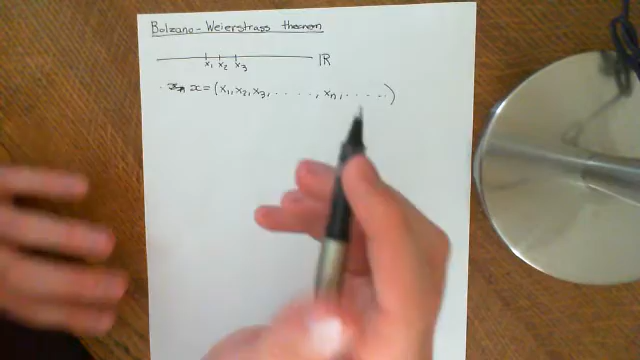 Bolzano-Weierstrass theorem
x₁ x₂ x₃ ℝ
x = (x₁, x₂, x₃, . . . . . , xₙ, . . . . .)